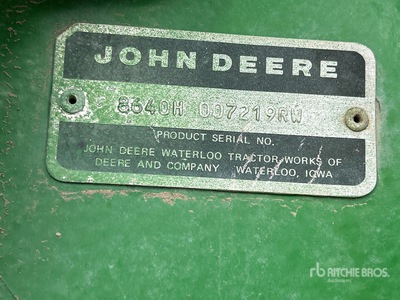 JOHN DEERE
8640H 007219RW
PRODUCT SERIAL NO.
JOHN DEERE WATERLOO TRACTOR WORKS OF
DEERE AND COMPANY WATERLOO, IOWA
rb RITCHIE BROS.